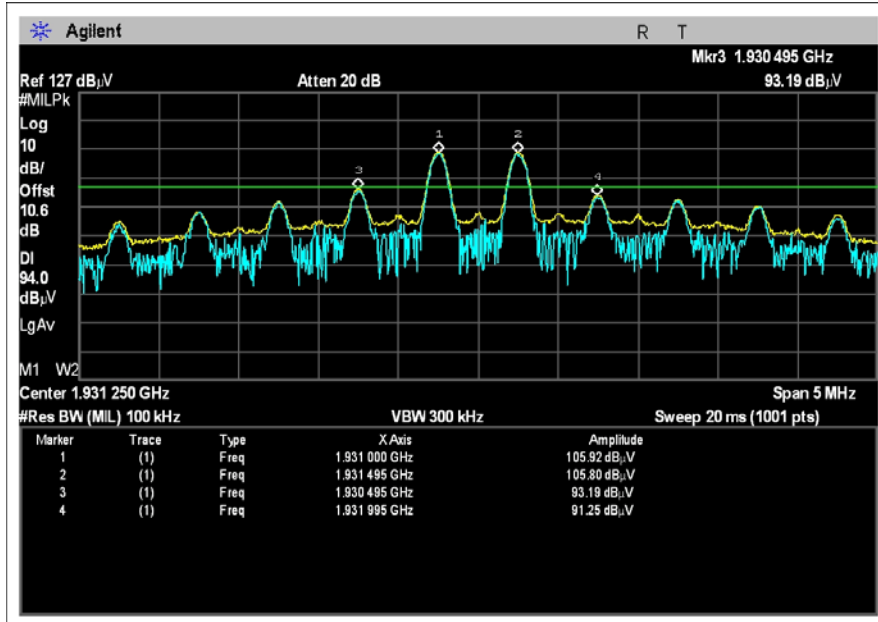 Agilent R T
Mkr3 1.930 495 GHz
Ref 127 dBµV Atten 20 dB 93.19 dBµV
#MILPk
Log
10
dB/
Offst
10.6
dB
DI
94.0
dBµV
LgAv
M1 W2
1
2
3
4
Center 1.931 250 GHz Span 5 MHz
#Res BW (MIL) 100 kHz VBW 300 kHz Sweep 20 ms (1001 pts)
Marker Trace Type X Axis Amplitude
1 (1) Freq 1.931 000 GHz 105.92 dBµV
2 (1) Freq 1.931 495 GHz 105.80 dBµV
3 (1) Freq 1.930 495 GHz 93.19 dBµV
4 (1) Freq 1.931 995 GHz 91.25 dBµV